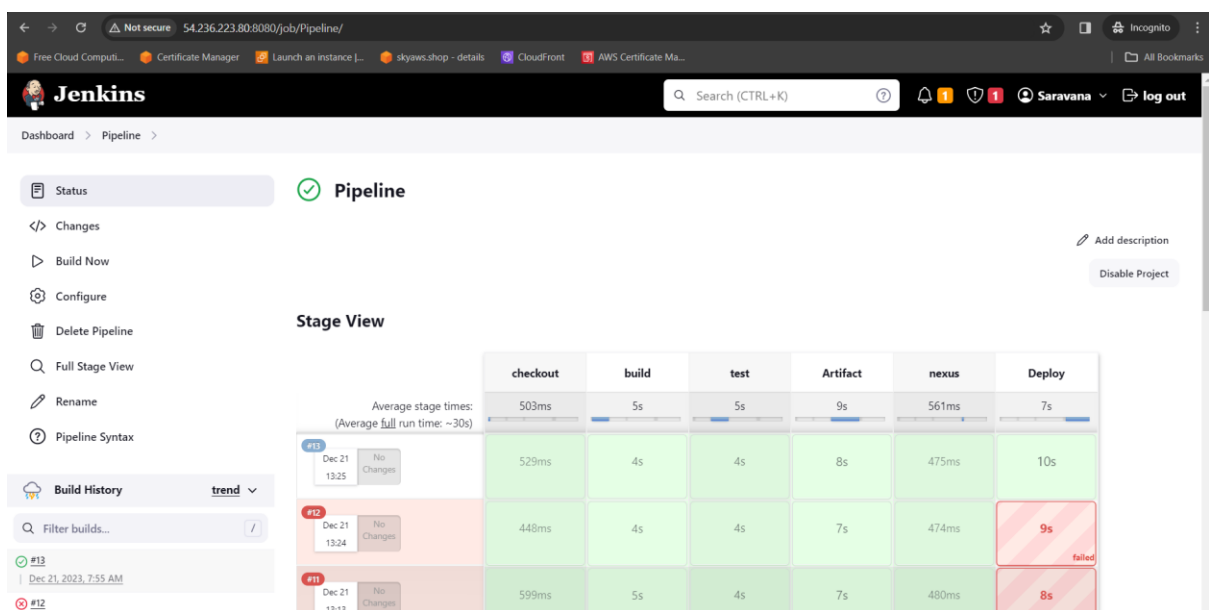 Not secure 54.236.223.80:8080/job/Pipeline/ Incognito
Free Cloud Computi... Certificate Manager Launch an instance |... skyaws.shop - details CloudFront AWS Certificate Ma... All Bookmarks
Jenkins Search (CTRL+K) ? 1 1 Saravana log out
Dashboard > Pipeline >
Status
Changes
Build Now
Configure
Delete Pipeline
Full Stage View
Rename
Pipeline Syntax
Build History trend
Filter builds... /
#13
Dec 21, 2023, 7:55 AM
#12
Pipeline
Add description
Disable Project
Stage View
checkout build test Artifact nexus Deploy
Average stage times: 503ms 5s 5s 9s 561ms 7s
(Average full run time: ~30s)
#13
Dec 21 No
13:25 Changes
529ms 4s 4s 8s 475ms 10s
#12
Dec 21 No
13:24 Changes
448ms 4s 4s 7s 474ms 9s
failed
#11
Dec 21 No
13:13 Changes
599ms 5s 4s 7s 480ms 8s